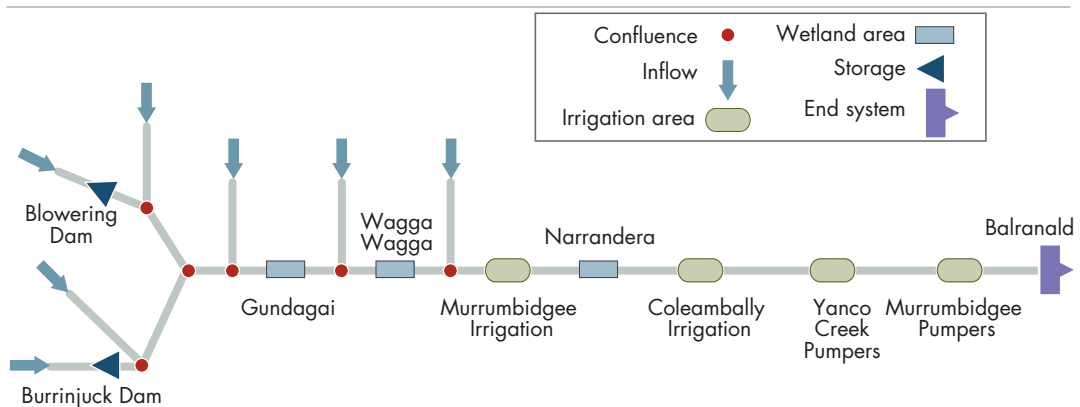 Confluence
Wetland area
Inflow
Storage
Irrigation area
End system
Blowering
Dam
Burrinjuck Dam
Gundagai
Wagga
Wagga
Murrumbidgee
Irrigation
Narrandera
Coleambally
Irrigation
Yanco
Creek
Pumpers
Murrumbidgee
Pumpers
Balranald